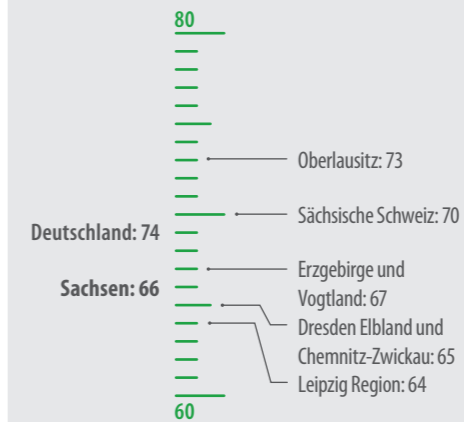 80
Oberlausitz: 73
Sächsische Schweiz: 70
Deutschland: 74
Erzgebirge und
Vogtland: 67
Sachsen: 66
Dresden Elbland und
Chemnitz-Zwickau: 65
Leipzig Region: 64
60